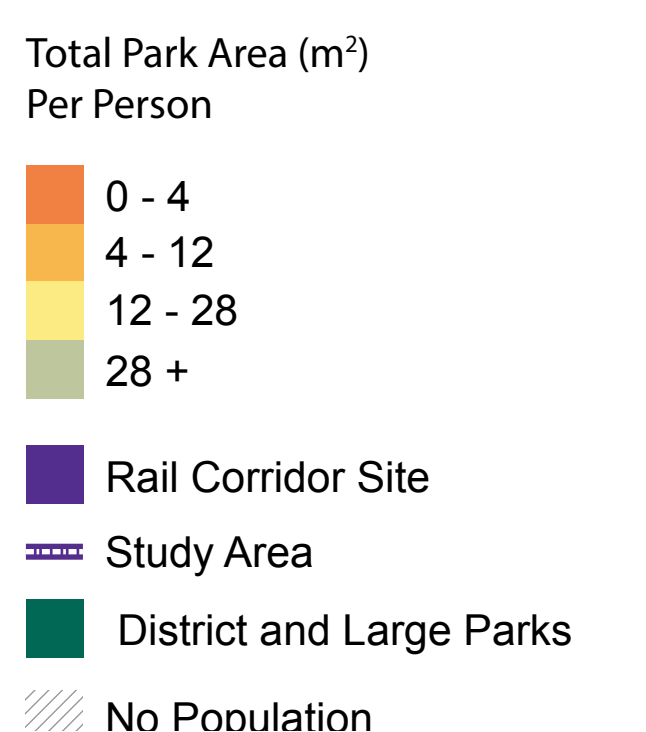 Total Park Area (m²)
Per Person
0 - 4
4 - 12
12 - 28
28 +
Rail Corridor Site
Study Area
District and Large Parks
No Population